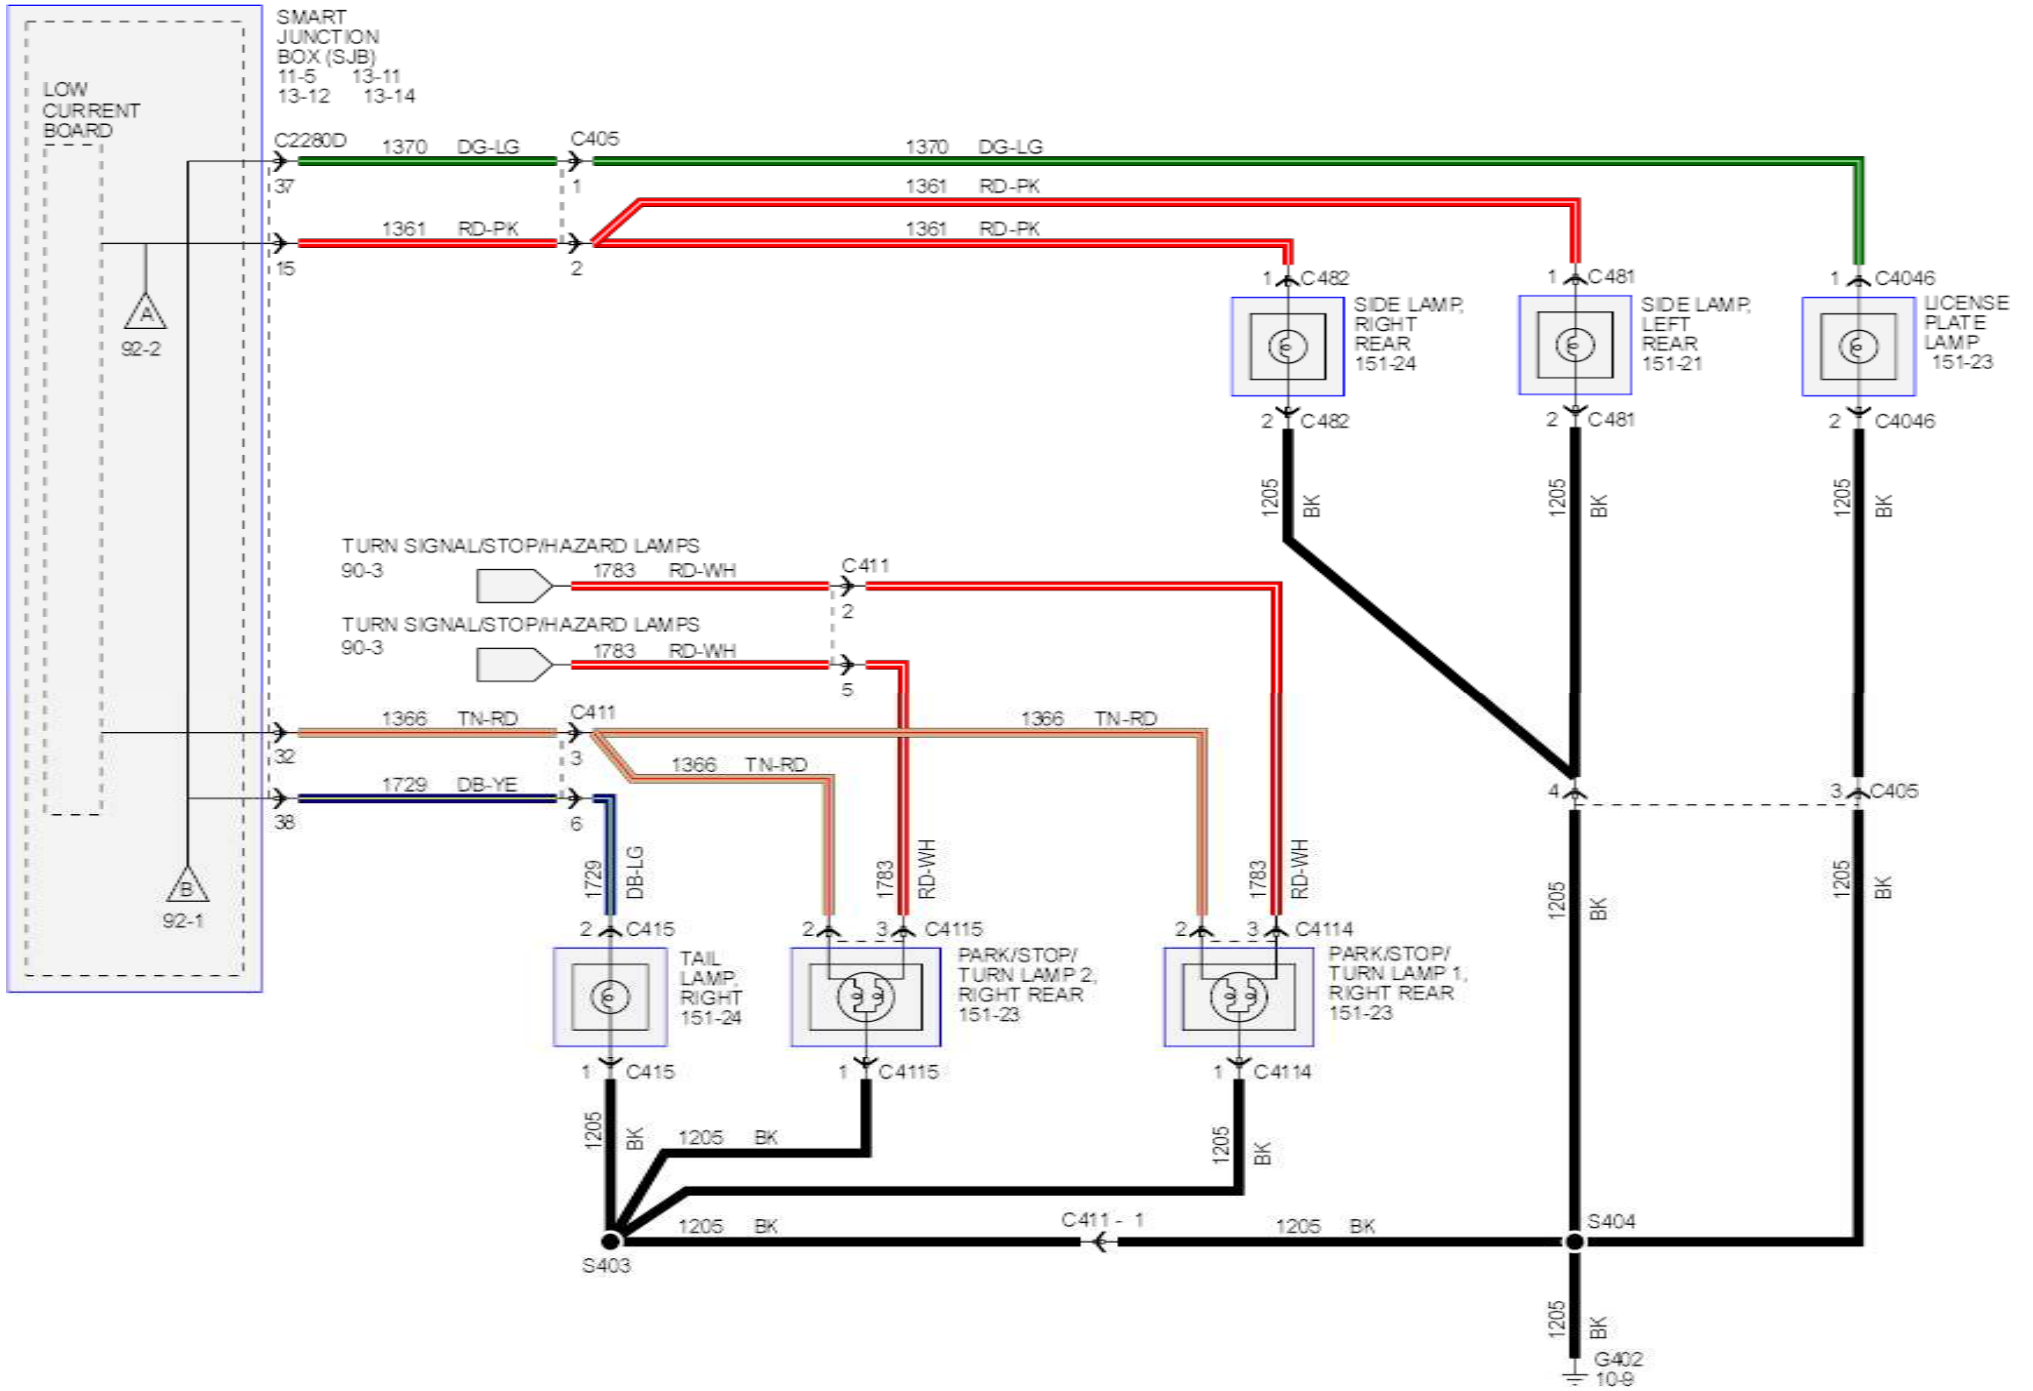 SMART
JUNCTION
BOX (SJB)
11-5 13-11
13-12 13-14
LOW
CURRENT
BOARD
C2280D
1370 DG-LG
C405
1370 DG-LG
37
1
1361 RD-PK
1361 RD-PK
1361 RD-PK
15
2
A
92-2
1 C482
1 C481
1 C4046
SIDE LAMP,
RIGHT
REAR
151-24
SIDE LAMP,
LEFT
REAR
151-21
LICENSE
PLATE
LAMP
151-23
2 C482
2 C481
2 C4046
1205 BK
1205 BK
1205 BK
TURN SIGNAL/STOP/HAZARD LAMPS
90-3
1783 RD-WH
C411
2
TURN SIGNAL/STOP/HAZARD LAMPS
90-3
1783 RD-WH
5
1366 TN-RD
C411
1366 TN-RD
32
3
1366 TN-RD
1729 DB-YE
38
6
4
3 C405
1729 DB-LG
1783 RD-WH
1783 RD-WH
1205 BK
1205 BK
B
92-1
2 C415
2 3 C4115
2 3 C4114
TAIL
LAMP,
RIGHT
151-24
PARK/STOP/
TURN LAMP 2,
RIGHT REAR
151-23
PARK/STOP/
TURN LAMP 1,
RIGHT REAR
151-23
1 C415
1 C4115
1 C4114
1205 BK
1205 BK
1205 BK
1205 BK
C411 - 1
1205 BK
S404
S403
1205 BK
G402
10-9